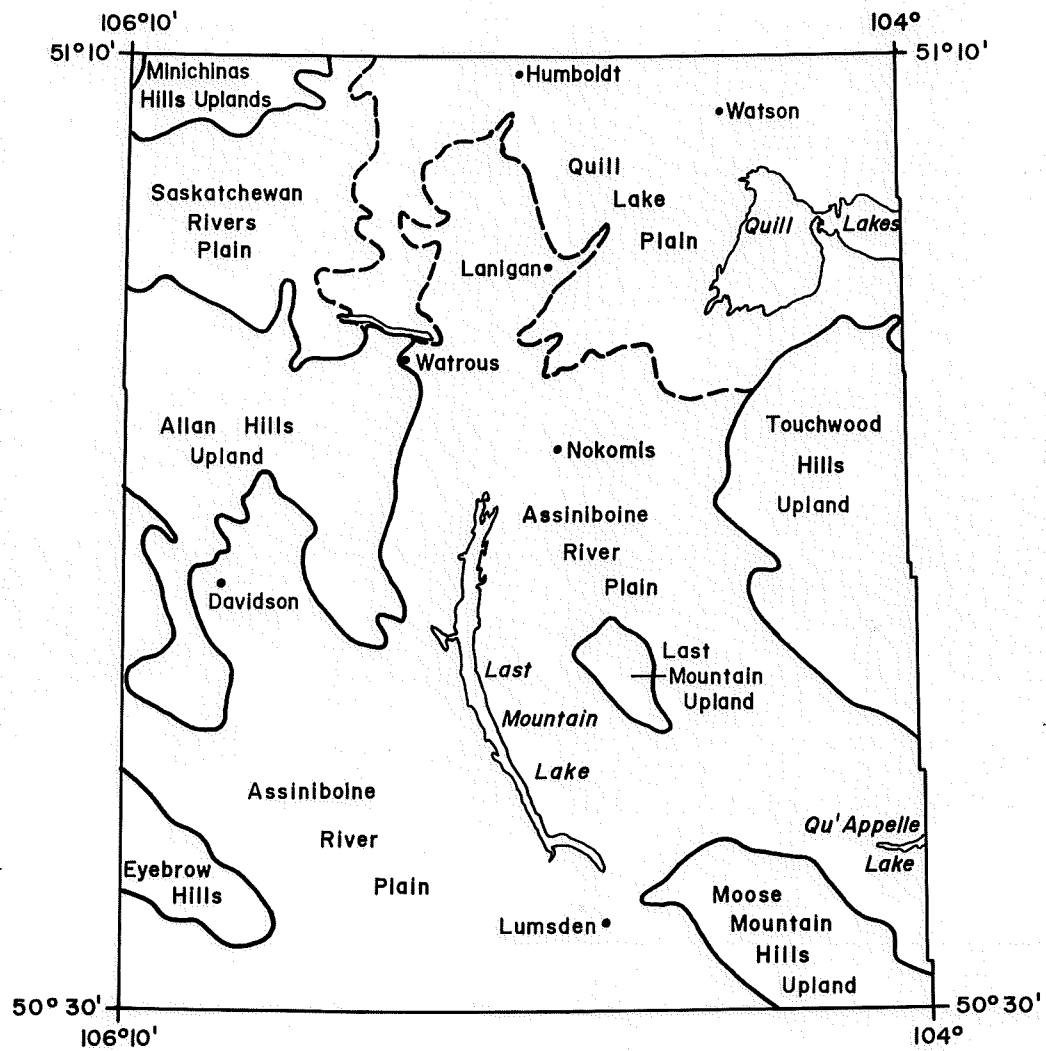 106°10'
104°
51°10'
51°10'
Minichinas
Hills Uplands
Humboldt
Watson
Quill
Lake
Plain
Saskatchewan
Rivers
Plain
Quill Lakes
Lanigan
Watrous
Allan Hills
Upland
Touchwood
Hills
Upland
Nokomis
Assiniboine
River
Plain
Davidson
Last
Mountain
Upland
Last
Mountain
Lake
Assiniboine
River
Plain
Qu'Appelle
Lake
Eyebrow
Hills
Moose
Mountain
Hills
Upland
Lumsden
50°30'
50°30'
106°10'
104°